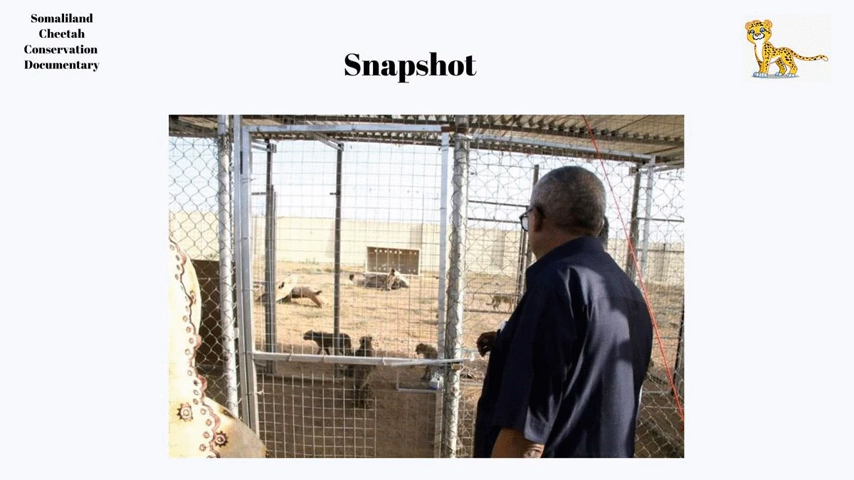 Somaliland
Cheetah
Conservation
Documentary
Snapshot